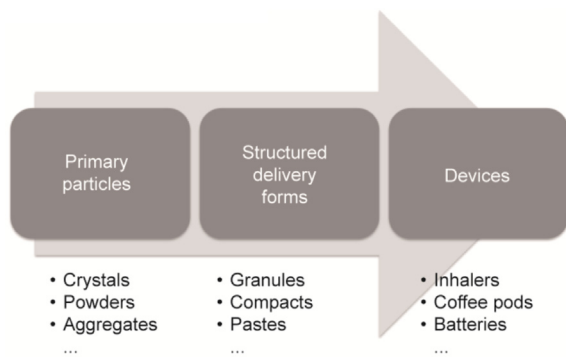 Primary
particles
Structured
delivery
forms
Devices
• Crystals
• Powders
• Aggregates
...
• Granules
• Compacts
• Pastes
...
• Inhalers
• Coffee pods
• Batteries
...